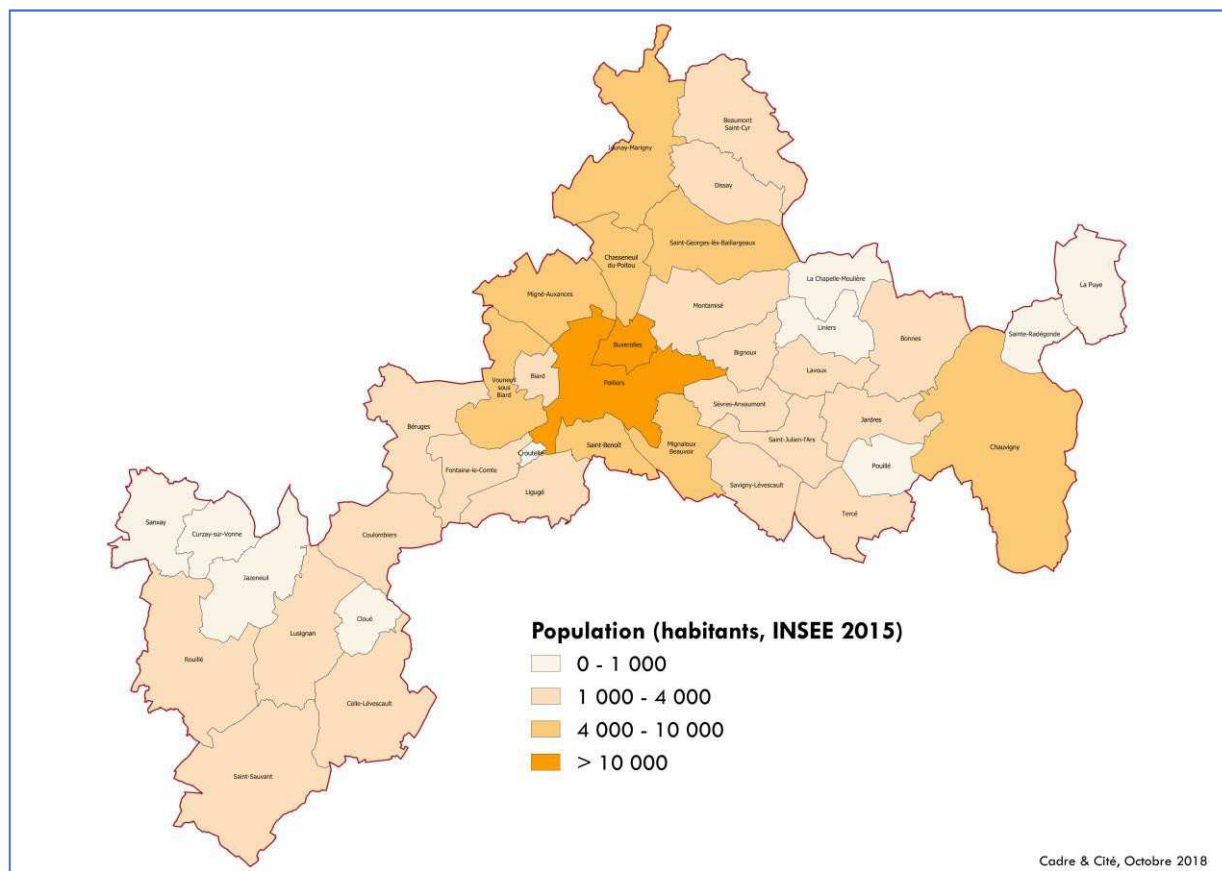 Beaumont
Saint-Cyr
Jaunay-Marigny
Dissay
Saint-Georges-lès-Baillargeaux
Chasseneuil
du-Poitou
La Chapelle-Moulière
La Puye
Migné-Auxances
Montamisé
Liniers
Sainte-Radégonde
Buxerolles
Bonnes
Bignoux
Biard
Lavoux
Poitiers
Vouneuil
sous
Biard
Sèvres-Anxaumont
Jardres
Béruges
Saint-Julien-l'Ars
Saint-Benoît
Mignaloux
Beauvoir
Chauvigny
Croutelle
Pouillé
Fontaine-le-Comte
Savigny-Lévescault
Ligugé
Tercé
Sanxay
Curzay-sur-Vonne
Coulombiers
Jazeneuil
Cloué
Lusignan
Rouillé
Celle-Lévescault
Saint-Sauvant
Population (habitants, INSEE 2015)
0 - 1 000
1 000 - 4 000
4 000 - 10 000
> 10 000
Cadre & Cité, Octobre 2018